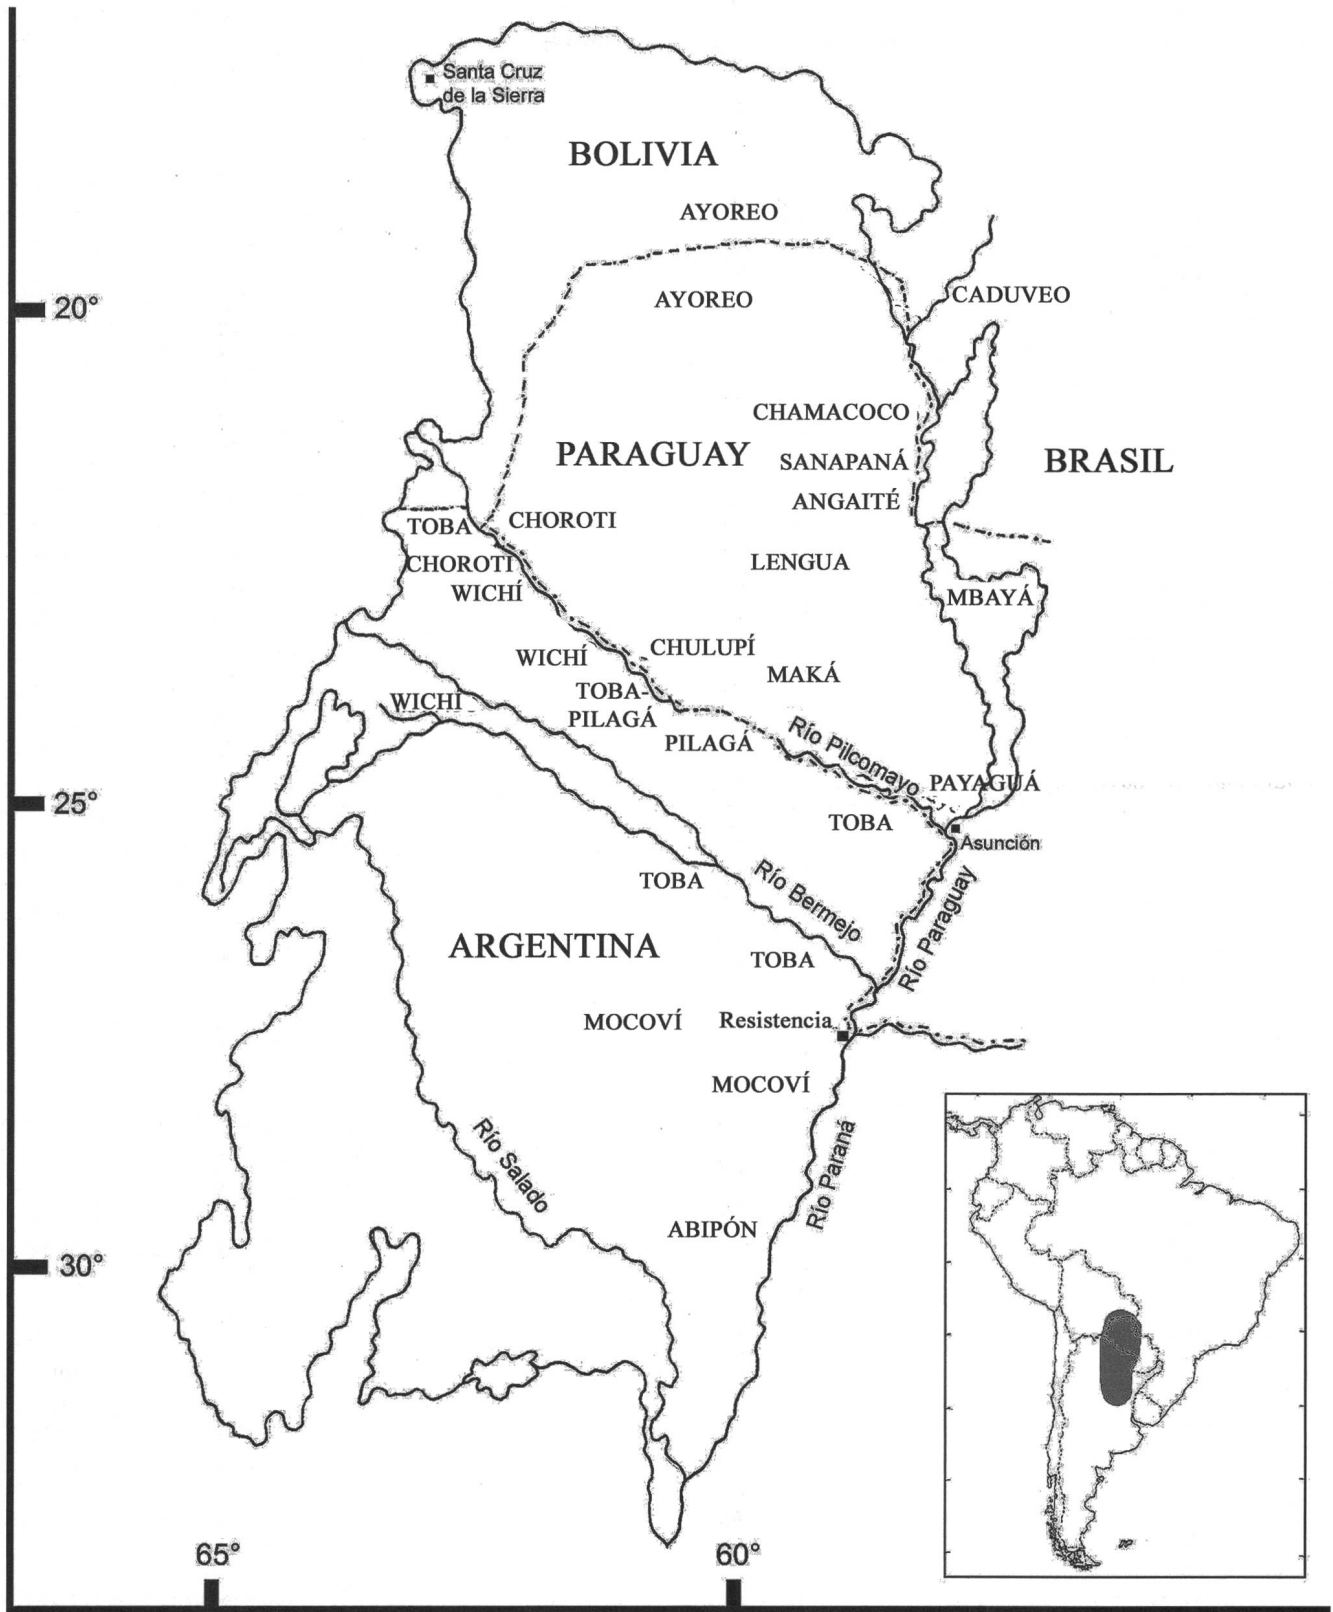 Santa Cruz
de la Sierra
BOLIVIA
AYOREO
20°
AYOREO
CADUVEO
CHAMACOCO
PARAGUAY
SANAPANÁ
BRASIL
ANGAITÉ
TOBA
CHOROTI
CHOROTI
LENGUA
WICHÍ
MBAYÁ
WICHÍ
CHULUPÍ
MAKÁ
TOBA-
PILAGÁ
WICHÍ
PILAGÁ
Río Pilcomayo
PAYAGUÁ
25°
TOBA
Asunción
TOBA
Río Bermejo
Río Paraguay
ARGENTINA
TOBA
MOCOVÍ
Resistencia
MOCOVÍ
Río Salado
Río Paraná
ABIPÓN
30°
65°
60°